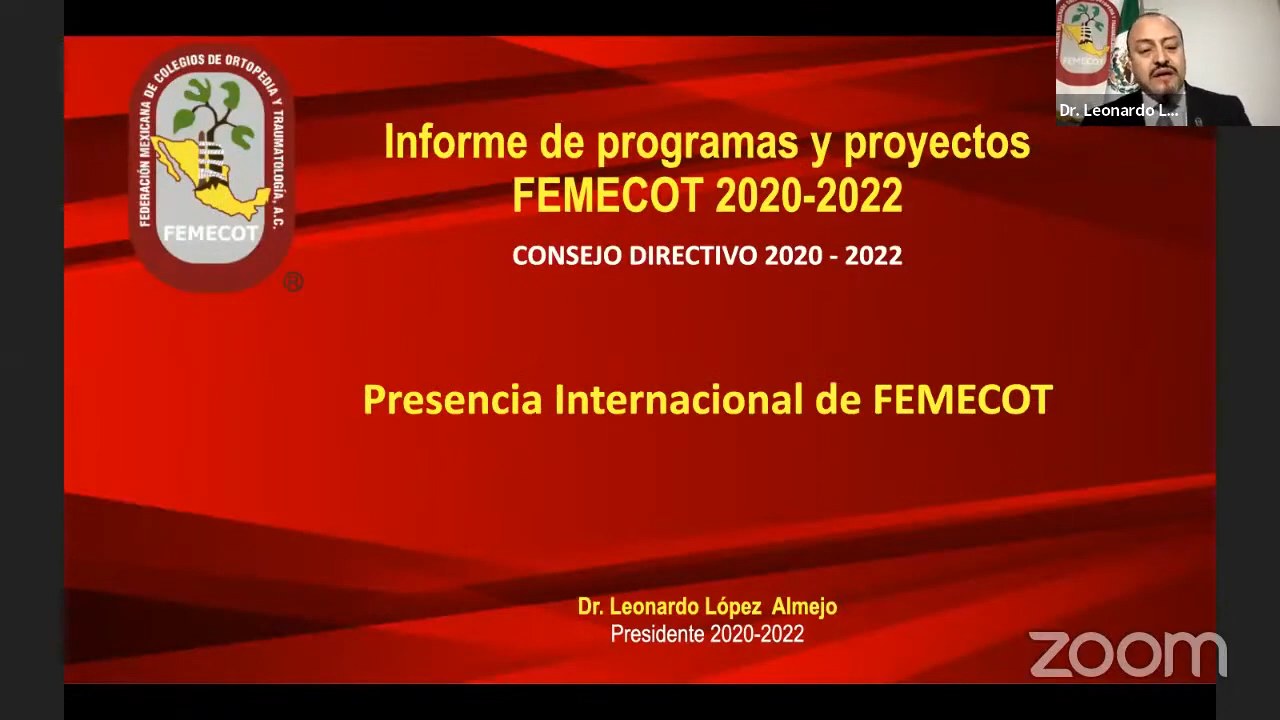 FEDERACIÓN MEXICANA DE COLEGIOS DE ORTOPEDIA Y TRAUMATOLOGÍA, A.C.
FEMECOT
®
Informe de programas y proyectos
FEMECOT 2020-2022
CONSEJO DIRECTIVO 2020 - 2022
Presencia Internacional de FEMECOT
Dr. Leonardo López Almejo
Presidente 2020-2022
FEMECOT
Dr. Leonardo L...
zoom